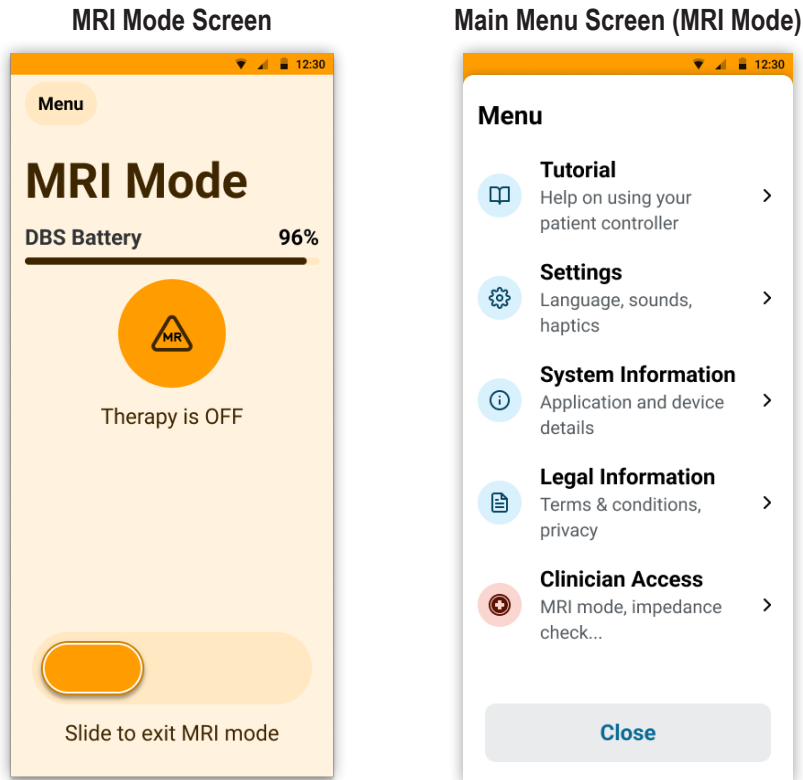 MRI Mode Screen
12:30
Menu
MRI Mode
DBS Battery 96%
MR
Therapy is OFF
Slide to exit MRI mode
Main Menu Screen (MRI Mode)
12:30
Menu
Tutorial
Help on using your
patient controller
Settings
Language, sounds,
haptics
System Information
Application and device
details
Legal Information
Terms & conditions,
privacy
Clinician Access
MRI mode, impedance
check...
Close